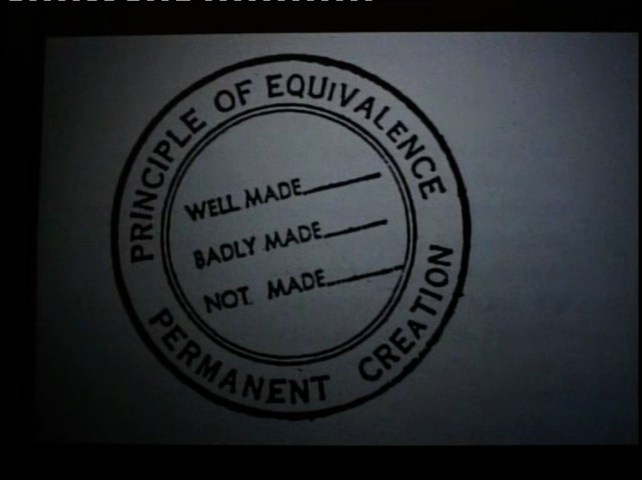 PRINCIPLE OF EQUIVALENCE
WELL MADE
BADLY MADE
NOT MADE
PERMANENT CREATION